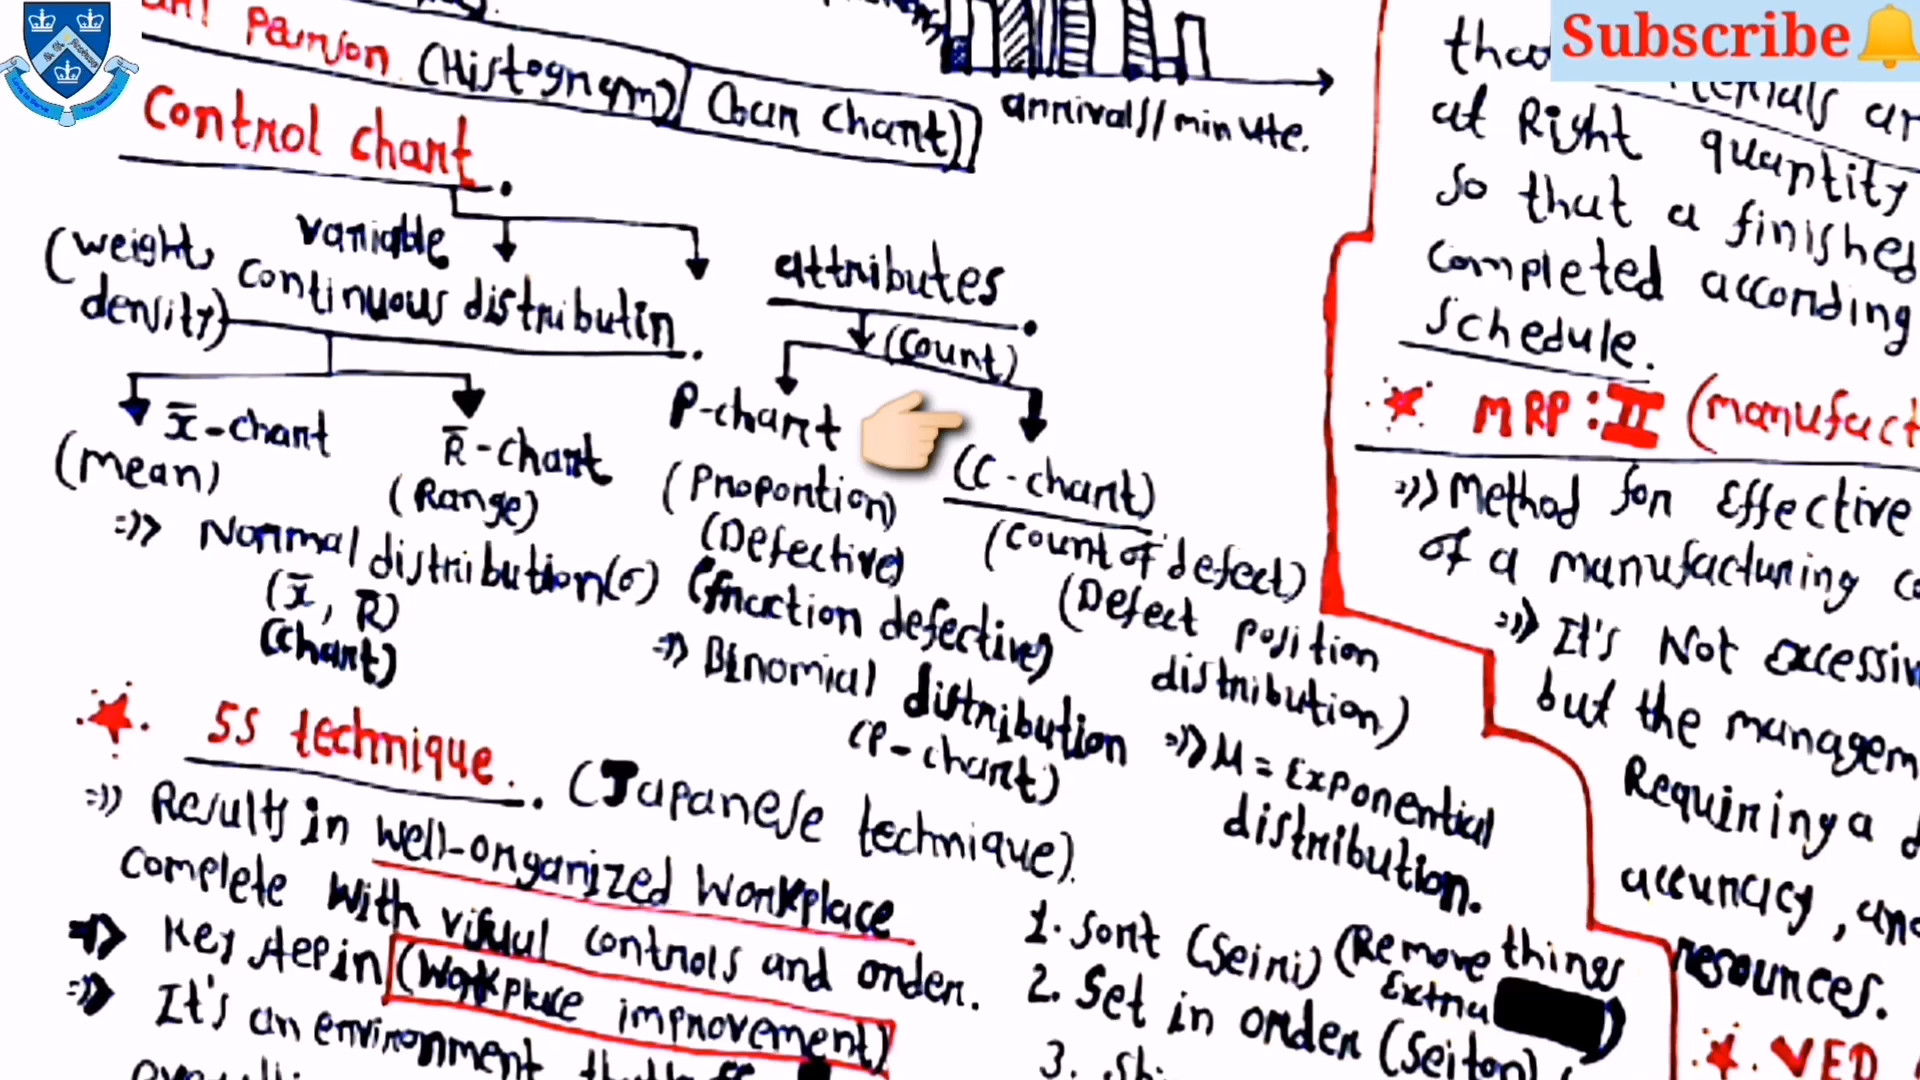 Subscribe
Person (Histogram) (bar chart)
arrival//minute.
Control chart.
variable
(weight, density)
continuous distributin.
attributes.
(count)
x̄-chart
(mean)
R̄-chart
(Range)
=>> Normal distribution(σ)
(x̄, R̄)
(chart)
P-chart
(Proportion)
(Defective)
(fraction defective)
=>> Binomial distribution
(P-chart)
(C-chart)
(count of defect)
(Defect position
distribution)
=>> M = Exponential
distribution.
5S technique. (Japanese technique).
=>> Results in well-organized workplace
complete with visual controls and order.
=> Key step in (workplace improvement)
=>> It's an environment
1. Sort (Seiri) (Remove things
Extra
2. Set in order (Seiton)
3.
at Right quantity
so that a finished
completed according
schedule.
MRP : II (manufact
=>> Method for Effective
of a manufacturing
=>> It's Not excessiv
but the managem
Requiring a
accuracy, an
resources.
VED